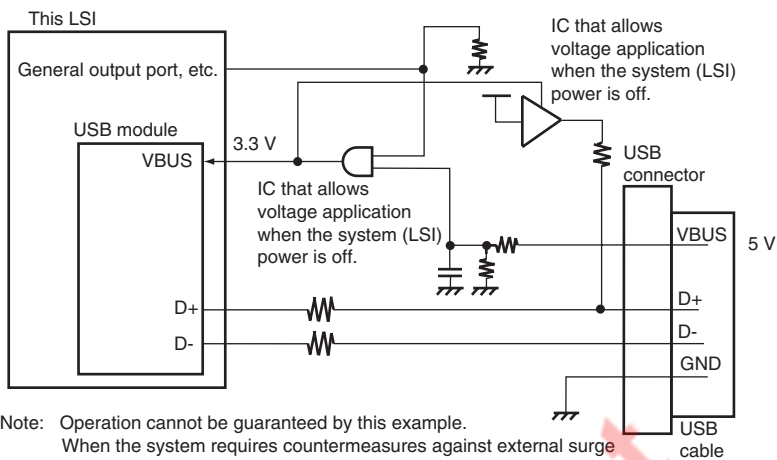 This LSI
General output port, etc.
IC that allows
voltage application
when the system (LSI)
power is off.
USB module
3.3 V
VBUS
IC that allows
voltage application
when the system (LSI)
power is off.
USB
connector
VBUS
5 V
D+
D+
D-
D-
GND
Note: Operation cannot be guaranteed by this example.
When the system requires countermeasures against external surge
USB
cable